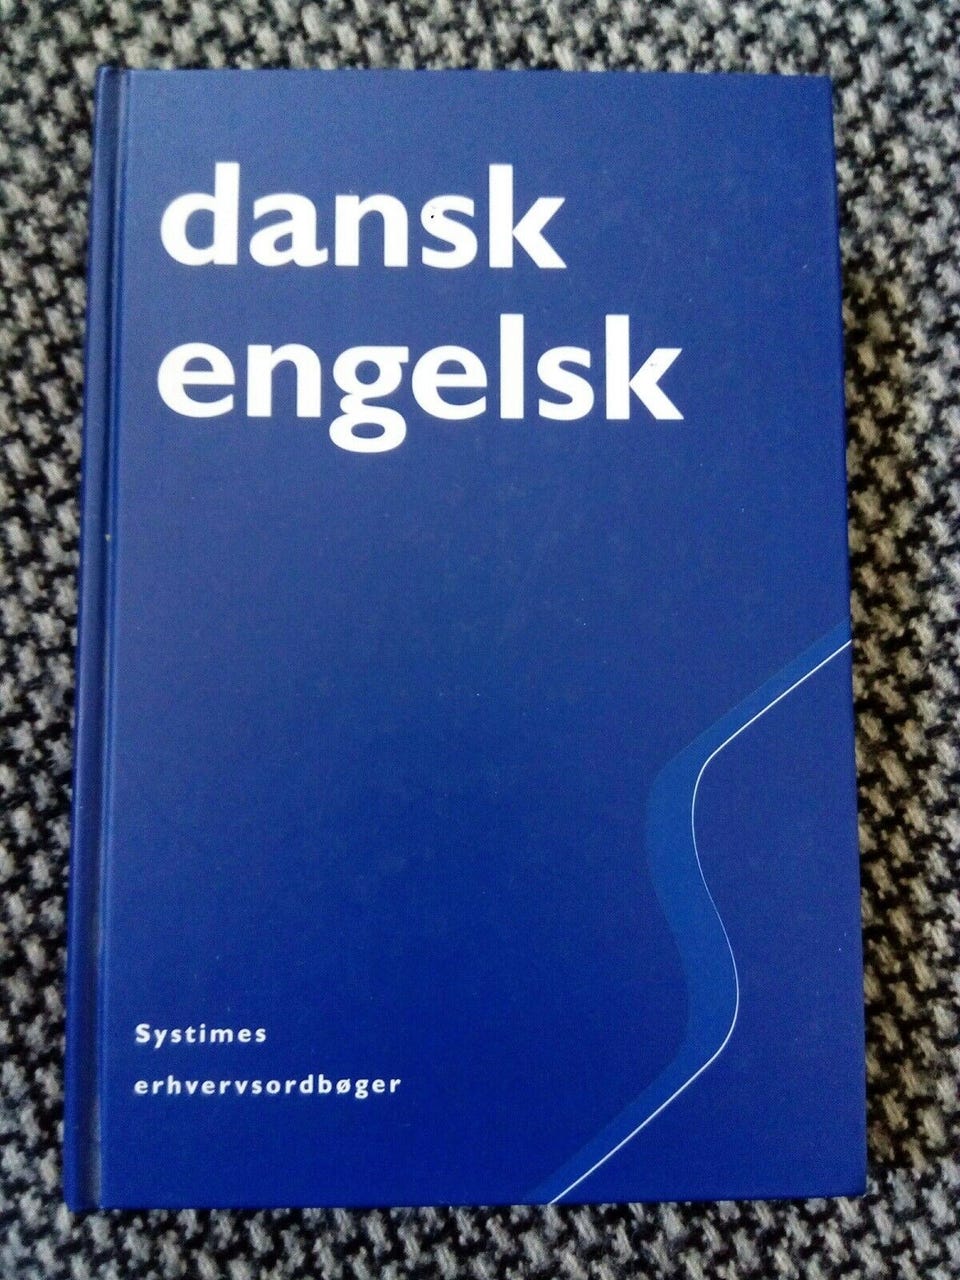 dansk
engelsk
Systimes
erhvervsordbøger